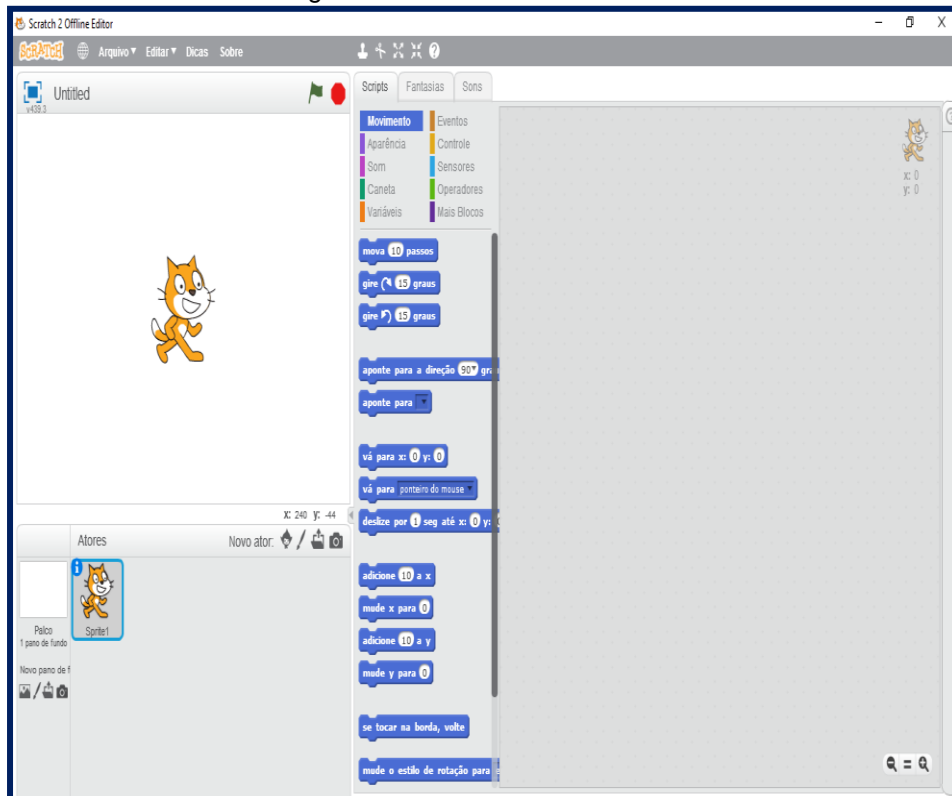 Scratch 2 Offline Editor
SCRATCH Arquivo Editar Dicas Sobre
Untitled
v439.3
Scripts Fantasias Sons
Movimento Eventos
Aparência Controle
Som Sensores
Caneta Operadores
Variáveis Mais Blocos
x: 0
y: 0
mova 10 passos
gire 15 graus
gire 15 graus
aponte para a direção 90
aponte para
vá para x: 0 y: 0
vá para ponteiro do mouse
deslize por 1 seg até x: 0 y:
adicione 10 a x
mude x para 0
adicione 10 a y
mude y para 0
se tocar na borda, volte
mude o estilo de rotação para
X: 240 y: -44
Atores Novo ator:
Sprite1
Palco
1 pano de fundo
Novo pano de